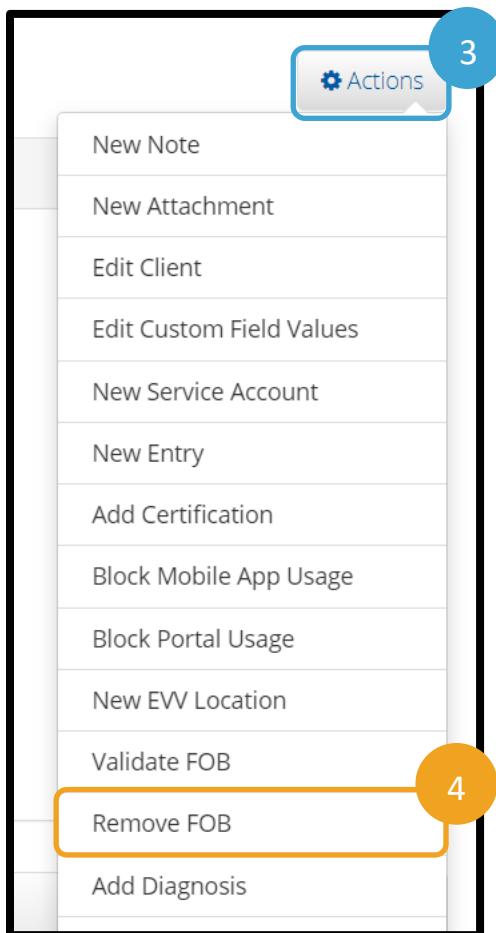 3
Actions
New Note
New Attachment
Edit Client
Edit Custom Field Values
New Service Account
New Entry
Add Certification
Block Mobile App Usage
Block Portal Usage
New EVV Location
Validate FOB
4
Remove FOB
Add Diagnosis